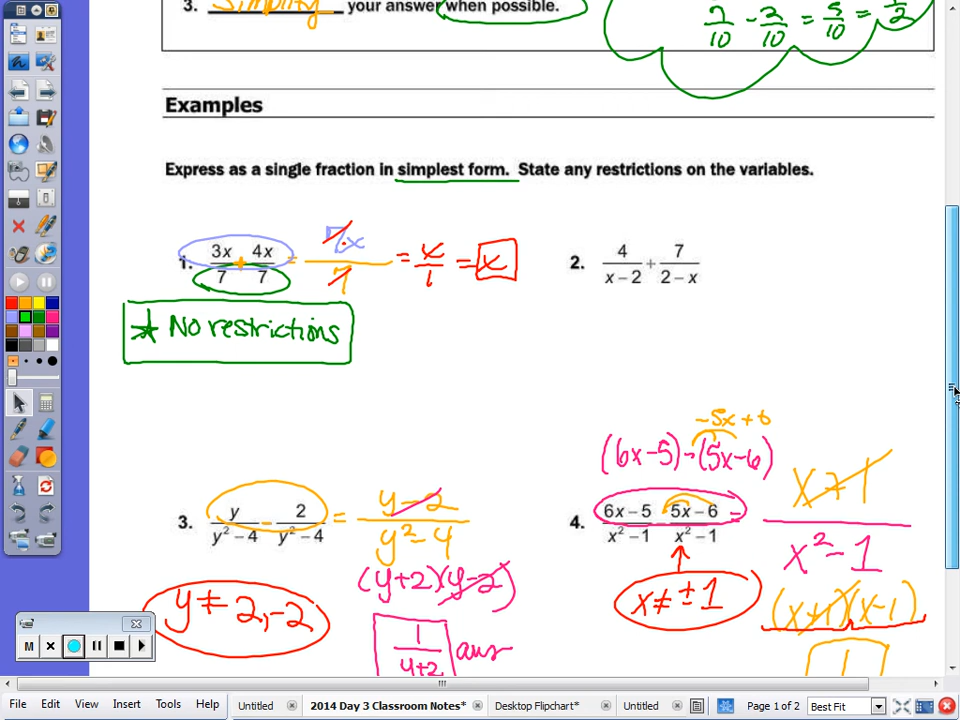 3. Simplify your answer when possible.
7/10 - 2/10 = 5/10 = 1/2
Examples
Express as a single fraction in simplest form. State any restrictions on the variables.
1. 3x/7 + 4x/7 = 7·x/7 = x/1 = x
★ No restrictions
2. 4/(x – 2) + 7/(2 – x)
-5x + 6
(6x-5) - (5x-6)
3. y/(y² – 4) – 2/(y² – 4) = (y-2)/(y²-4)
(y+2)(y-2)
y ≠ 2, -2
1/(y+2) ans
4. (6x – 5)/(x² – 1) – (5x – 6)/(x² – 1) = (x+1)/(x²-1)
x ≠ ±1
(x+1)(x-1)
1
M
File Edit View Insert Tools Help
Untitled
2014 Day 3 Classroom Notes*
Desktop Flipchart*
Untitled
Page 1 of 2
Best Fit